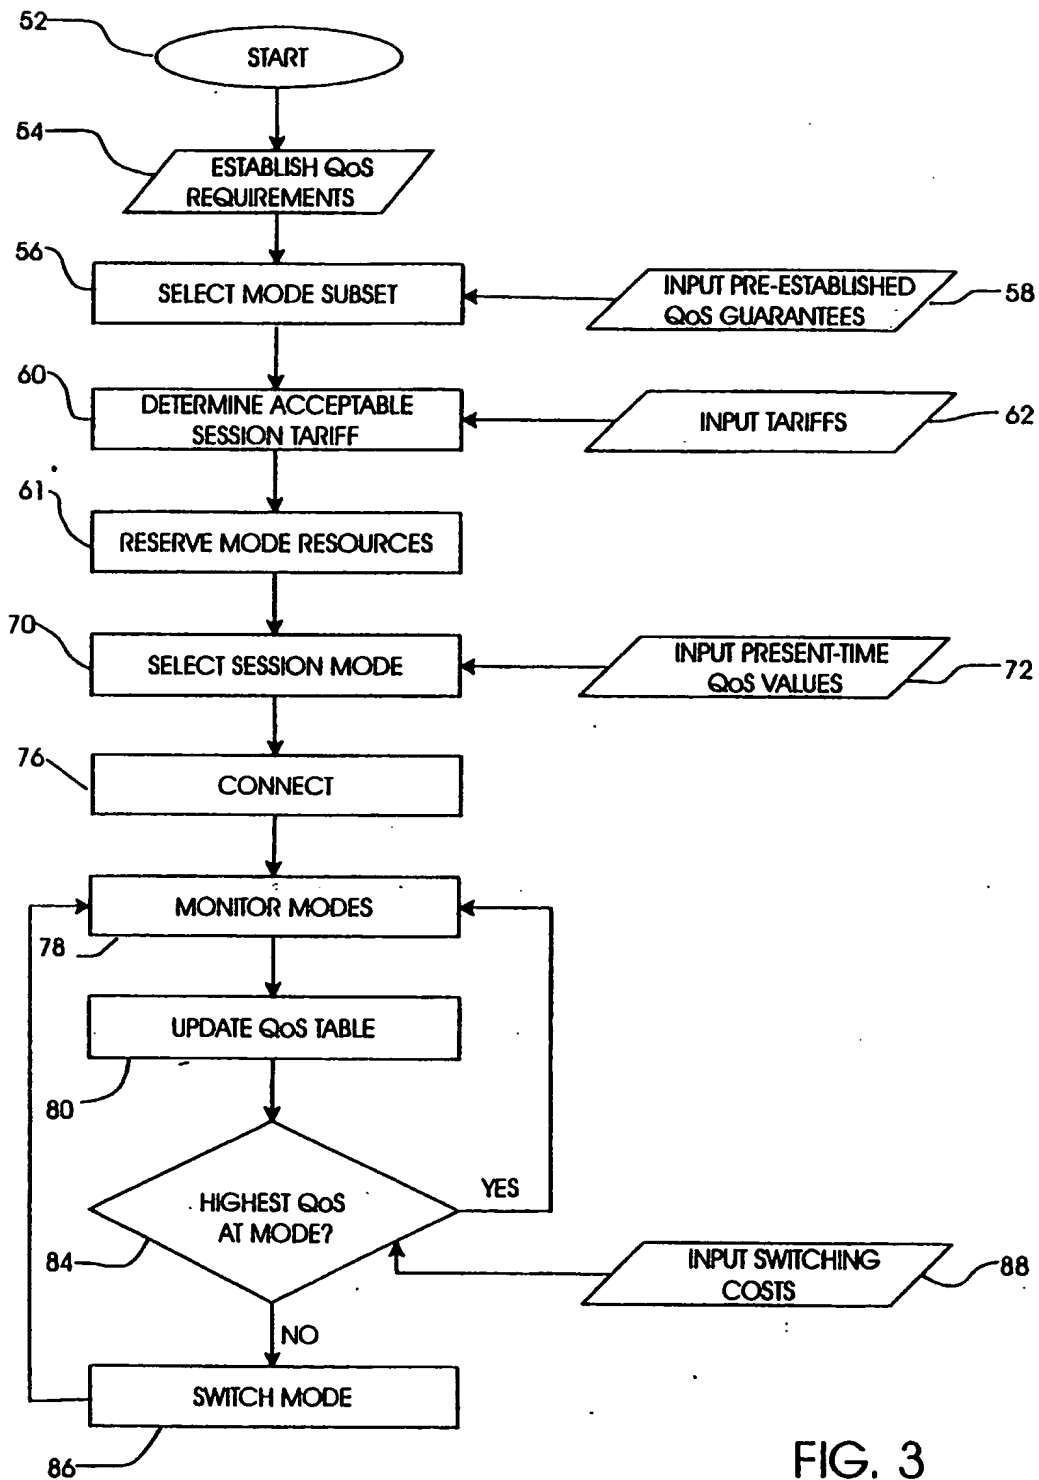 52
START
54
ESTABLISH QoS
REQUIREMENTS
56
SELECT MODE SUBSET
INPUT PRE-ESTABLISHED
QoS GUARANTEES
58
60
DETERMINE ACCEPTABLE
SESSION TARIFF
INPUT TARIFFS
62
61
RESERVE MODE RESOURCES
70
SELECT SESSION MODE
INPUT PRESENT-TIME
QoS VALUES
72
76
CONNECT
MONITOR MODES
78
UPDATE QoS TABLE
80
HIGHEST QoS
AT MODE?
YES
84
INPUT SWITCHING
COSTS
88
NO
SWITCH MODE
86
FIG. 3